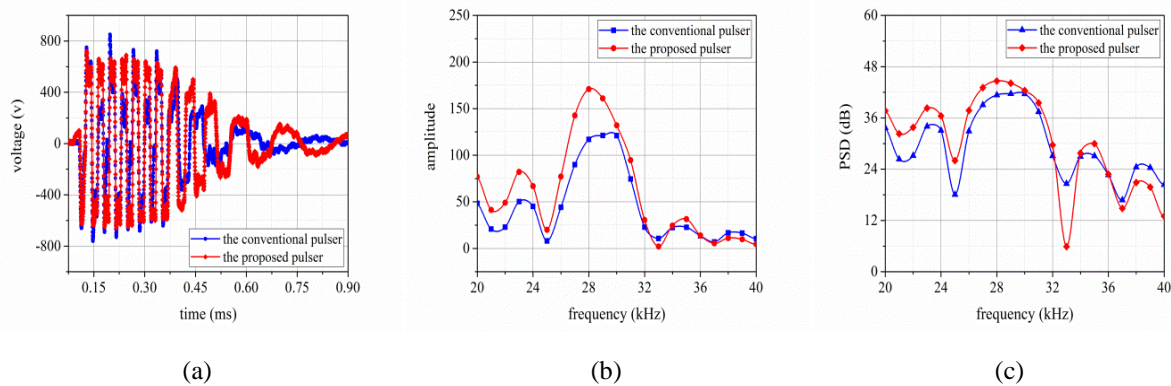 800
400
0
-400
-800
voltage (v)
the conventional pulser
the proposed pulser
0.15 0.30 0.45 0.60 0.75 0.90
time (ms)
(a)
250
200
150
100
50
0
amplitude
the conventional pulser
the proposed pulser
20 24 28 32 36 40
frequency (kHz)
(b)
60
48
36
24
12
0
PSD (dB)
the conventional pulser
the proposed pulser
20 24 28 32 36 40
frequency (kHz)
(c)